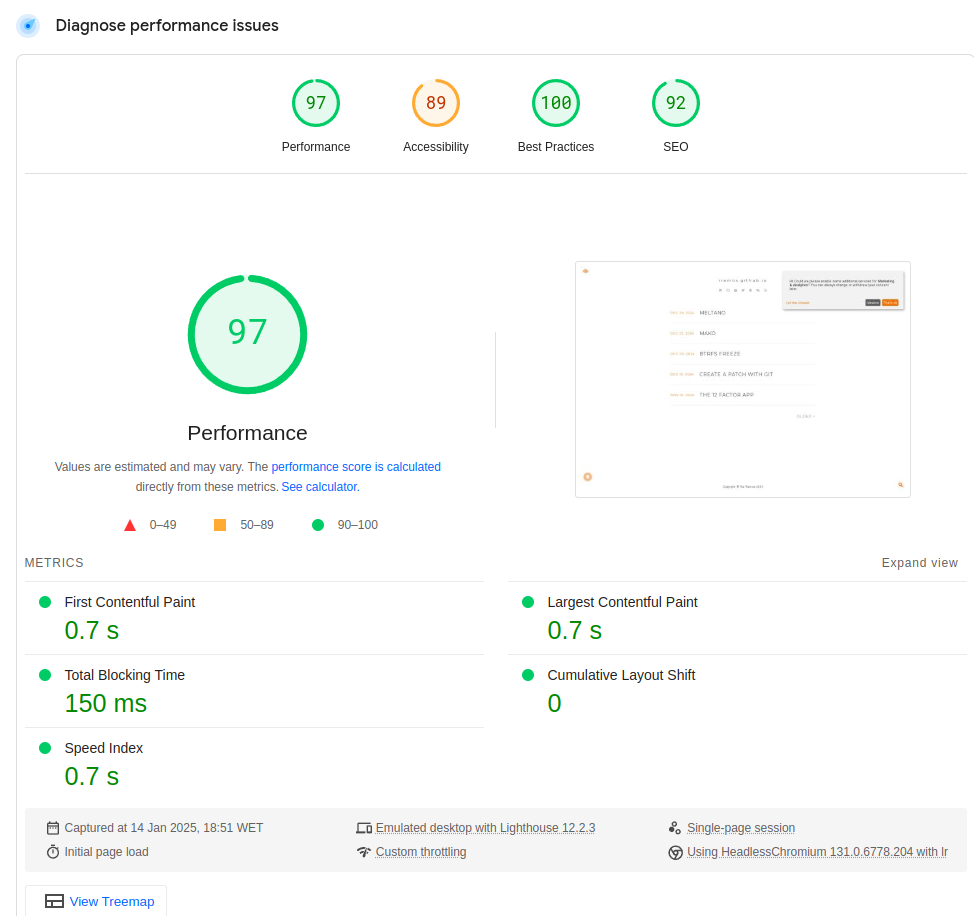 Diagnose performance issues
97
89
100
92
Performance
Accessibility
Best Practices
SEO
97
Performance
Values are estimated and may vary. The performance score is calculated
directly from these metrics. See calculator.
0–49
50–89
90–100
MELTANO
MAKO
BTRFS FREEZE
CREATE A PATCH WITH GIT
THE 12 FACTOR APP
OLDER
METRICS
Expand view
First Contentful Paint
0.7 s
Largest Contentful Paint
0.7 s
Total Blocking Time
150 ms
Cumulative Layout Shift
0
Speed Index
0.7 s
Captured at 14 Jan 2025, 18:51 WET
Emulated desktop with Lighthouse 12.2.3
Single-page session
Initial page load
Custom throttling
Using HeadlessChromium 131.0.6778.204 with lr
View Treemap